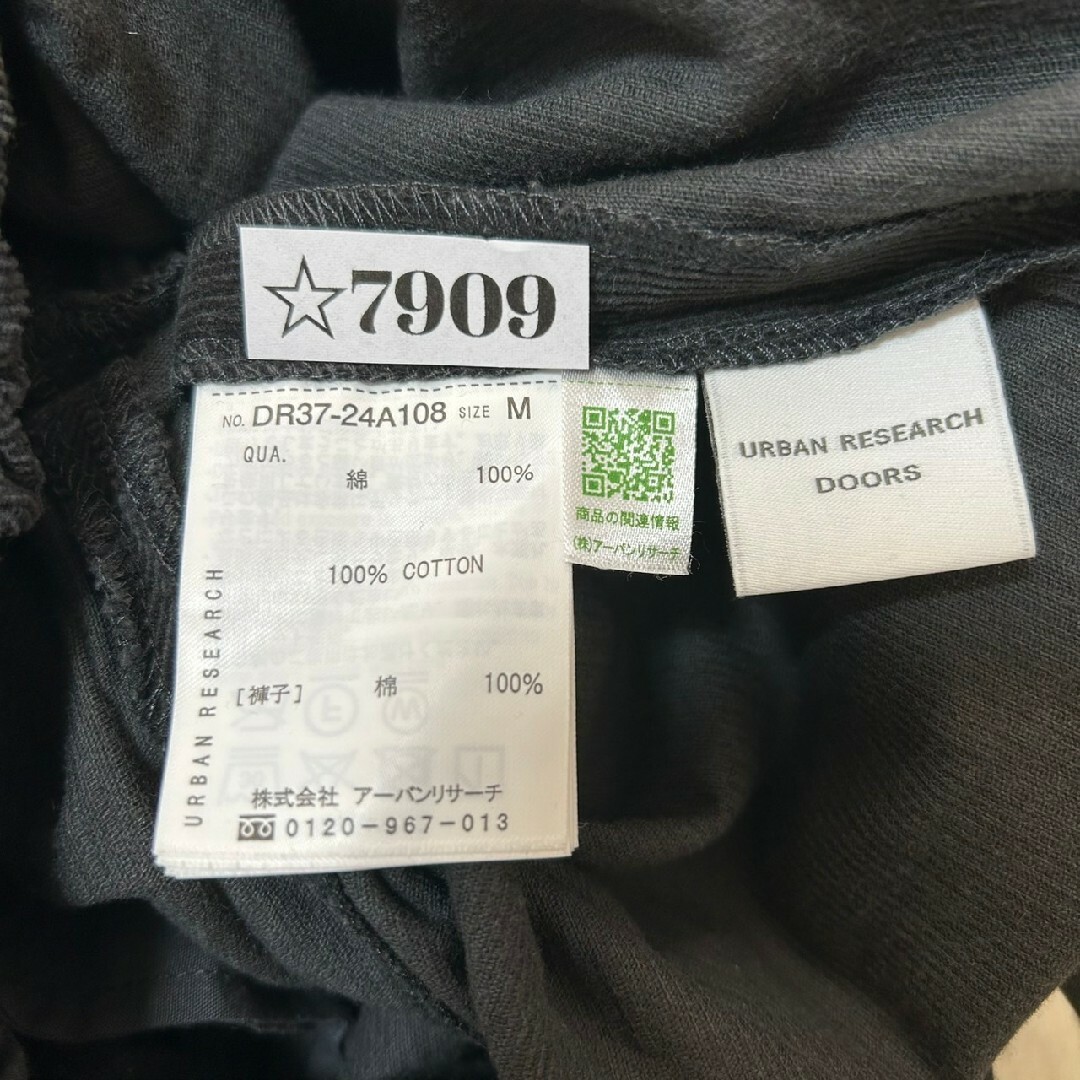 ☆7909
NO. DR37-24A108 SIZE M
QUA.
綿 100%
100% COTTON
[褲子] 棉 100%
URBAN RESEARCH
株式会社 アーバンリサーチ
0120-967-013
商品の関連情報
(株)アーバンリサーチ
URBAN RESEARCH
DOORS